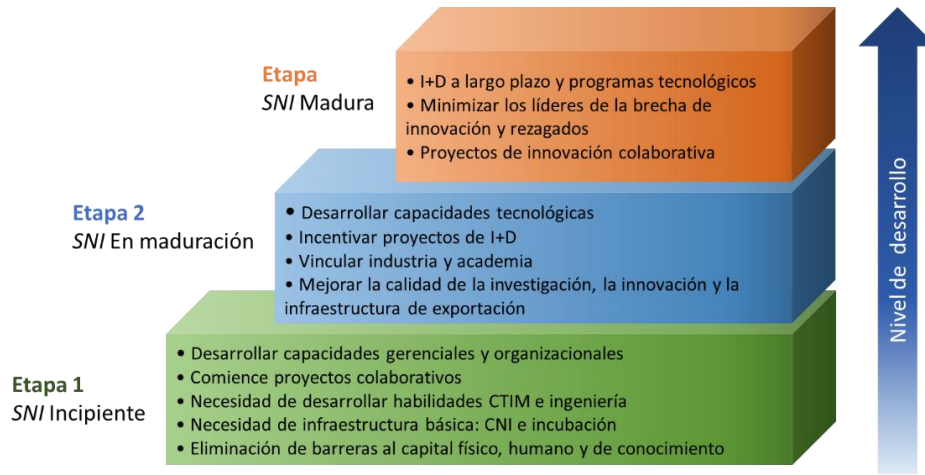 Etapa
SNI Madura
• I+D a largo plazo y programas tecnológicos
• Minimizar los líderes de la brecha de
innovación y rezagados
• Proyectos de innovación colaborativa
Etapa 2
SNI En maduración
• Desarrollar capacidades tecnológicas
• Incentivar proyectos de I+D
• Vincular industria y academia
• Mejorar la calidad de la investigación, la innovación y la
infraestructura de exportación
Etapa 1
SNI Incipiente
• Desarrollar capacidades gerenciales y organizacionales
• Comience proyectos colaborativos
• Necesidad de desarrollar habilidades CTIM e ingeniería
• Necesidad de infraestructura básica: CNI e incubación
• Eliminación de barreras al capital físico, humano y de conocimiento
Nivel de desarrollo